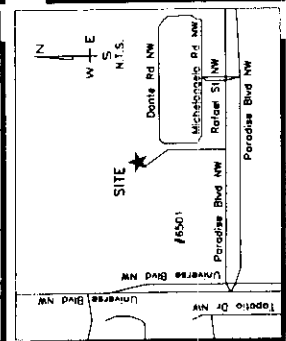 N
W E
S
N.T.S.
Dante Rd NW
Michelangelo Rd NW
Rafael St NW
Paradise Blvd NW
SITE
#6501
Paradise Blvd NW
Universe Blvd NW
Universe Blvd NW
Tapatio Dr NW